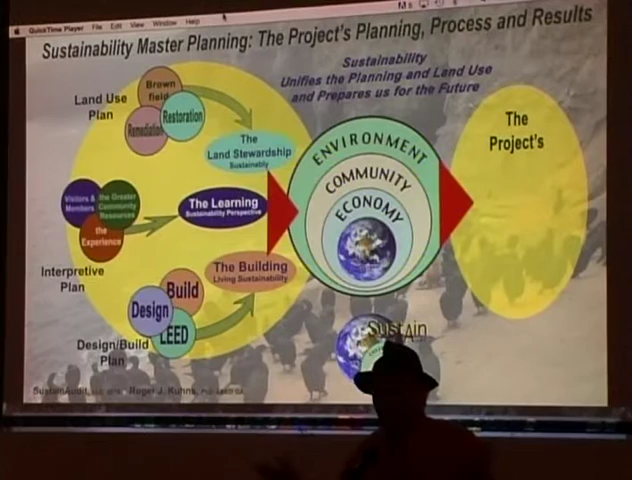 QuickTime Player File Edit View Window Help
Sustainability Master Planning: The Project's Planning, Process and Results
Sustainability
Unifies the Planning and Land Use
and Prepares us for the Future
Land Use
Plan
Brown
field
Remediation
Restoration
The
Land Stewardship
Sustainably
Visitors &
Members
the Greater
Community
Resources
the
Experience
The Learning
Sustainability Perspective
Interpretive
Plan
The Building
Living Sustainability
Build
Design
LEED
Design/Build
Plan
ENVIRONMENT
COMMUNITY
ECONOMY
The
Project's
SustAin
SustainAudit,
Roger J. Kuhns,